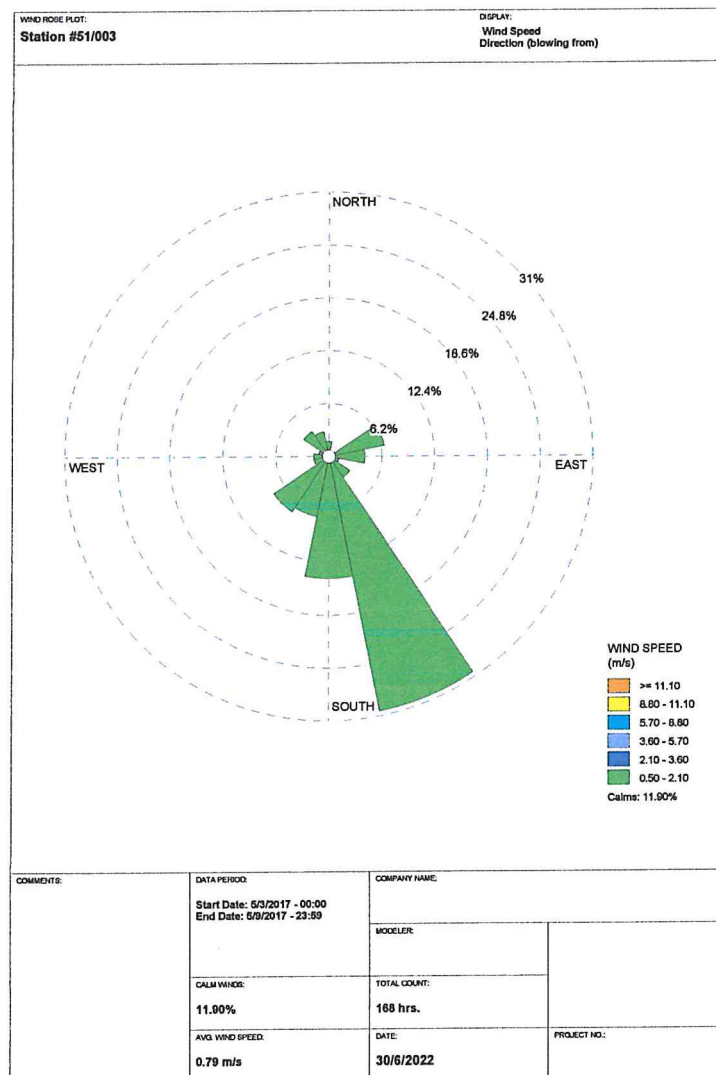 WIND ROSE PLOT:
Station #51/003
DISPLAY:
Wind Speed
Direction (blowing from)
NORTH
31%
24.8%
18.6%
12.4%
6.2%
WEST
EAST
SOUTH
WIND SPEED
(m/s)
>= 11.10
8.80 - 11.10
5.70 - 8.80
3.60 - 5.70
2.10 - 3.60
0.50 - 2.10
Calms: 11.90%
COMMENTS:
DATA PERIOD:
Start Date: 5/3/2017 - 00:00
End Date: 5/9/2017 - 23:59
COMPANY NAME:
MODELER:
CALM WINDS:
11.90%
TOTAL COUNT:
168 hrs.
AVG. WIND SPEED:
0.79 m/s
DATE:
30/6/2022
PROJECT NO.: